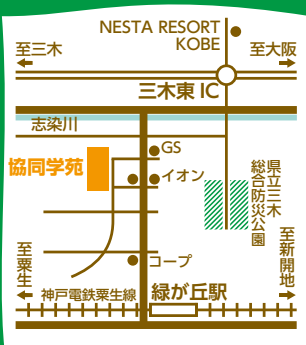 NESTA RESORT
KOBE
至三木
至大阪
三木東 IC
志染川
GS
協同学苑
イオン
県立三木
総合防災公園
至新開地
至粟生
コープ
神戸電鉄粟生線
緑が丘駅